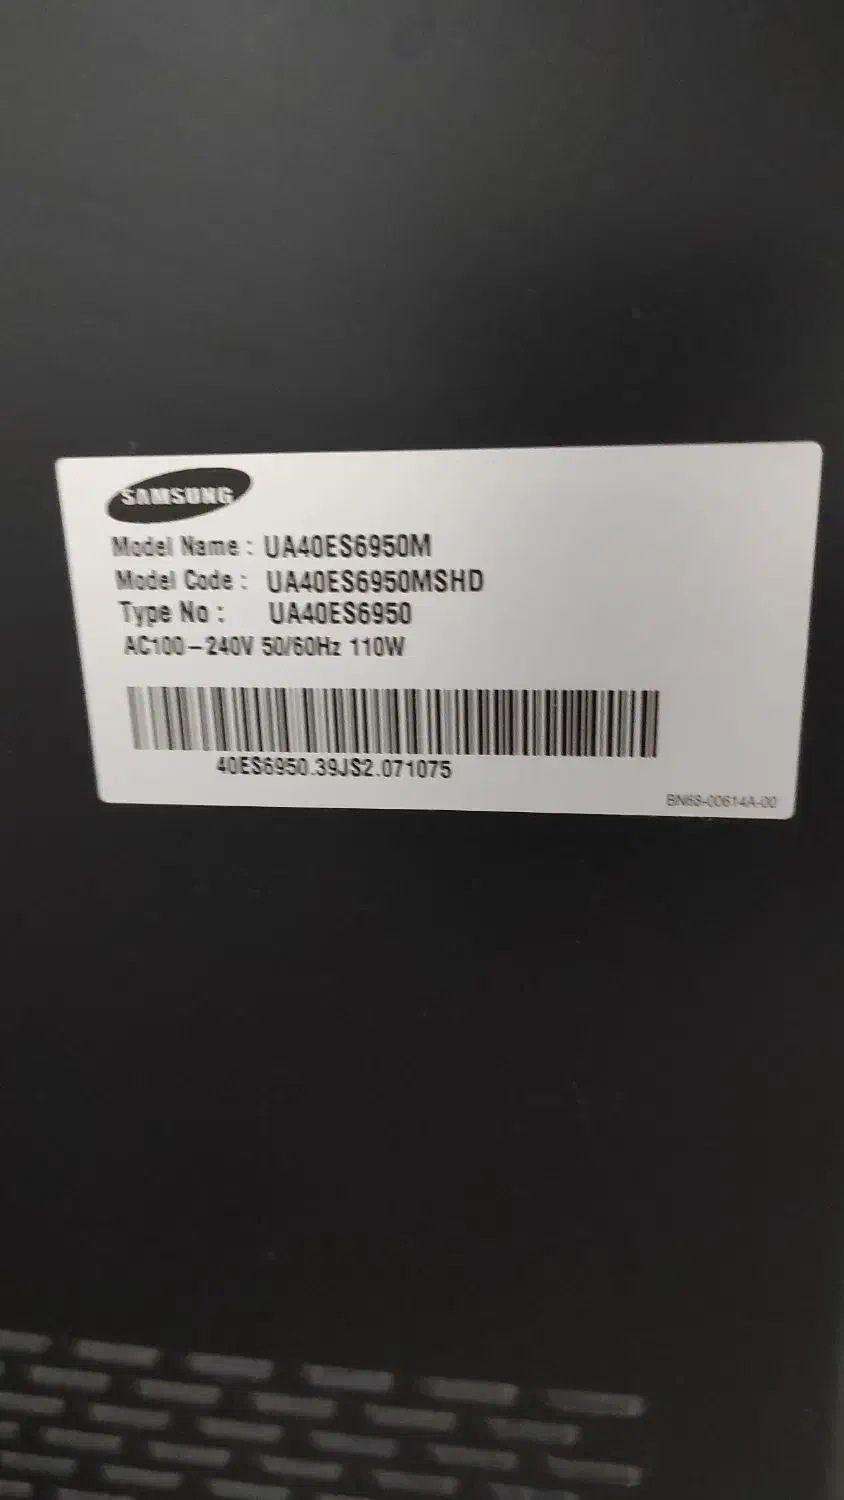 SAMSUNG
Model Name : UA40ES6950M
Model Code : UA40ES6950MSHD
Type No : UA40ES6950
AC100-240V 50/60Hz 110W
40ES6950.39JS2.071075
BN68-00614A-00